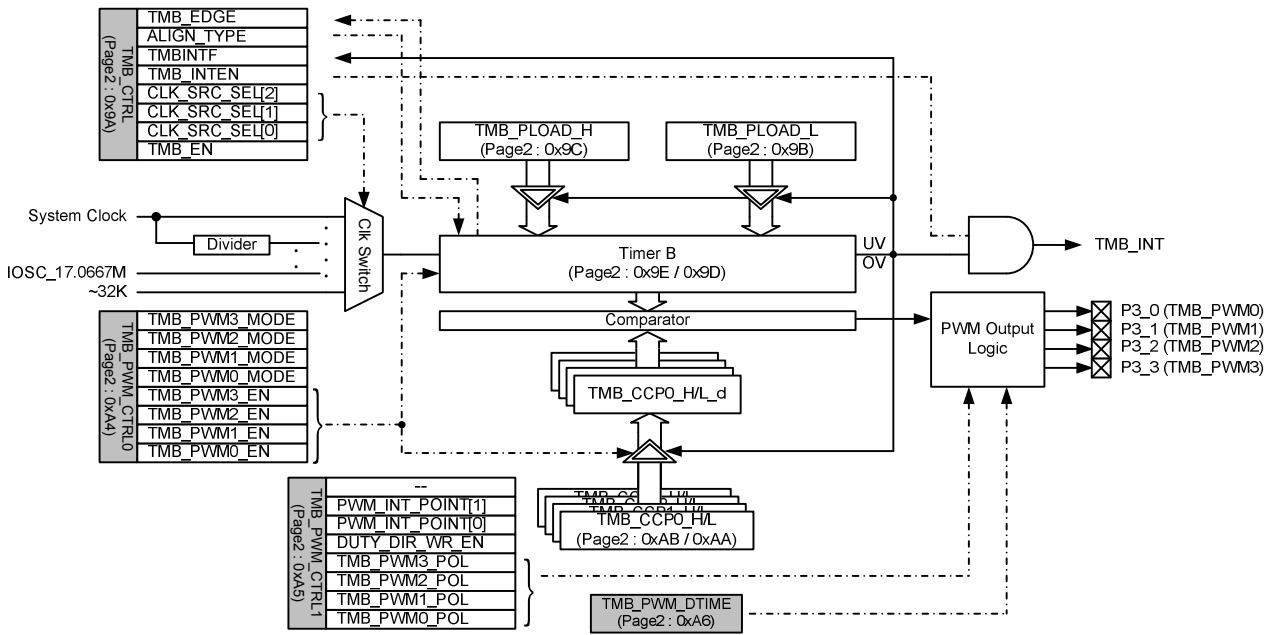 TMB_CTRL
(Page2 : 0x9A)
TMB_EDGE
ALIGN_TYPE
TMBINTF
TMB_INTEN
CLK_SRC_SEL[2]
CLK_SRC_SEL[1]
CLK_SRC_SEL[0]
TMB_EN
TMB_PLOAD_H
(Page2 : 0x9C)
TMB_PLOAD_L
(Page2 : 0x9B)
System Clock
Divider
IOSC_17.0667M
~32K
Clk Switch
Timer B
(Page2 : 0x9E / 0x9D)
UV
OV
TMB_INT
Comparator
PWM Output
Logic
P3_0 (TMB_PWM0)
P3_1 (TMB_PWM1)
P3_2 (TMB_PWM2)
P3_3 (TMB_PWM3)
TMB_PWM_CTRL0
(Page2 : 0xA4)
TMB_PWM3_MODE
TMB_PWM2_MODE
TMB_PWM1_MODE
TMB_PWM0_MODE
TMB_PWM3_EN
TMB_PWM2_EN
TMB_PWM1_EN
TMB_PWM0_EN
TMB_CCP0_H/L_d
TMB_CCP0_H/L
(Page2 : 0xAB / 0xAA)
TMB_PWM_CTRL1
(Page2 : 0xA5)
--
PWM_INT_POINT[1]
PWM_INT_POINT[0]
DUTY_DIR_WR_EN
TMB_PWM3_POL
TMB_PWM2_POL
TMB_PWM1_POL
TMB_PWM0_POL
TMB_PWM_DTIME
(Page2 : 0xA6)